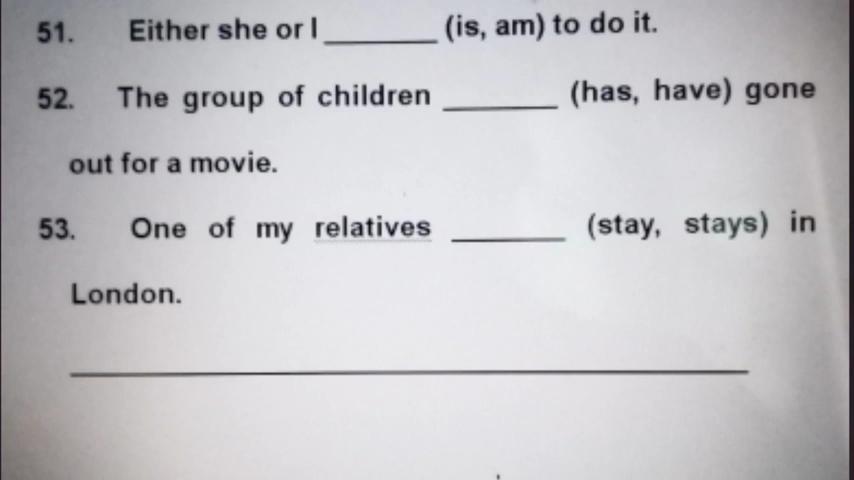 51. Either she or I _______ (is, am) to do it.
52. The group of children _______ (has, have) gone
out for a movie.
53. One of my relatives _______ (stay, stays) in
London.